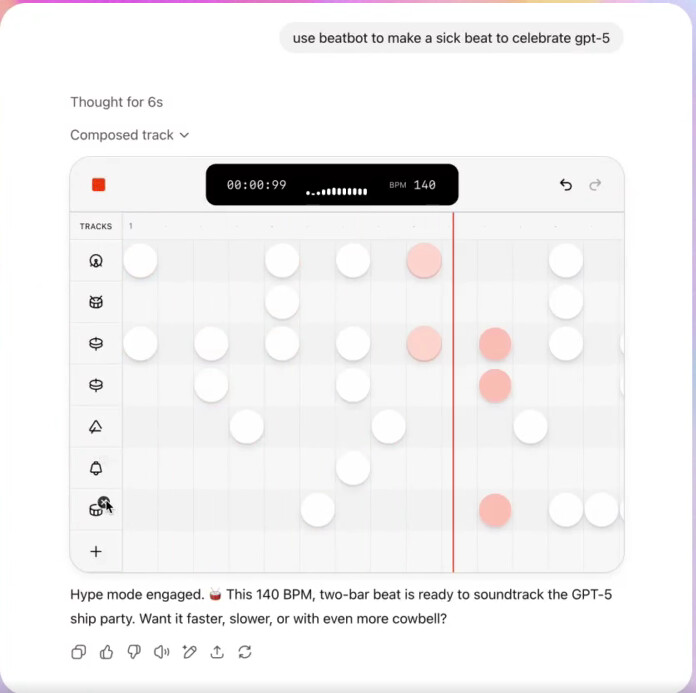 use beatbot to make a sick beat to celebrate gpt-5
Thought for 6s
Composed track
00:00:99 BPM 140
TRACKS 1
Hype mode engaged. 🥁 This 140 BPM, two-bar beat is ready to soundtrack the GPT-5
ship party. Want it faster, slower, or with even more cowbell?